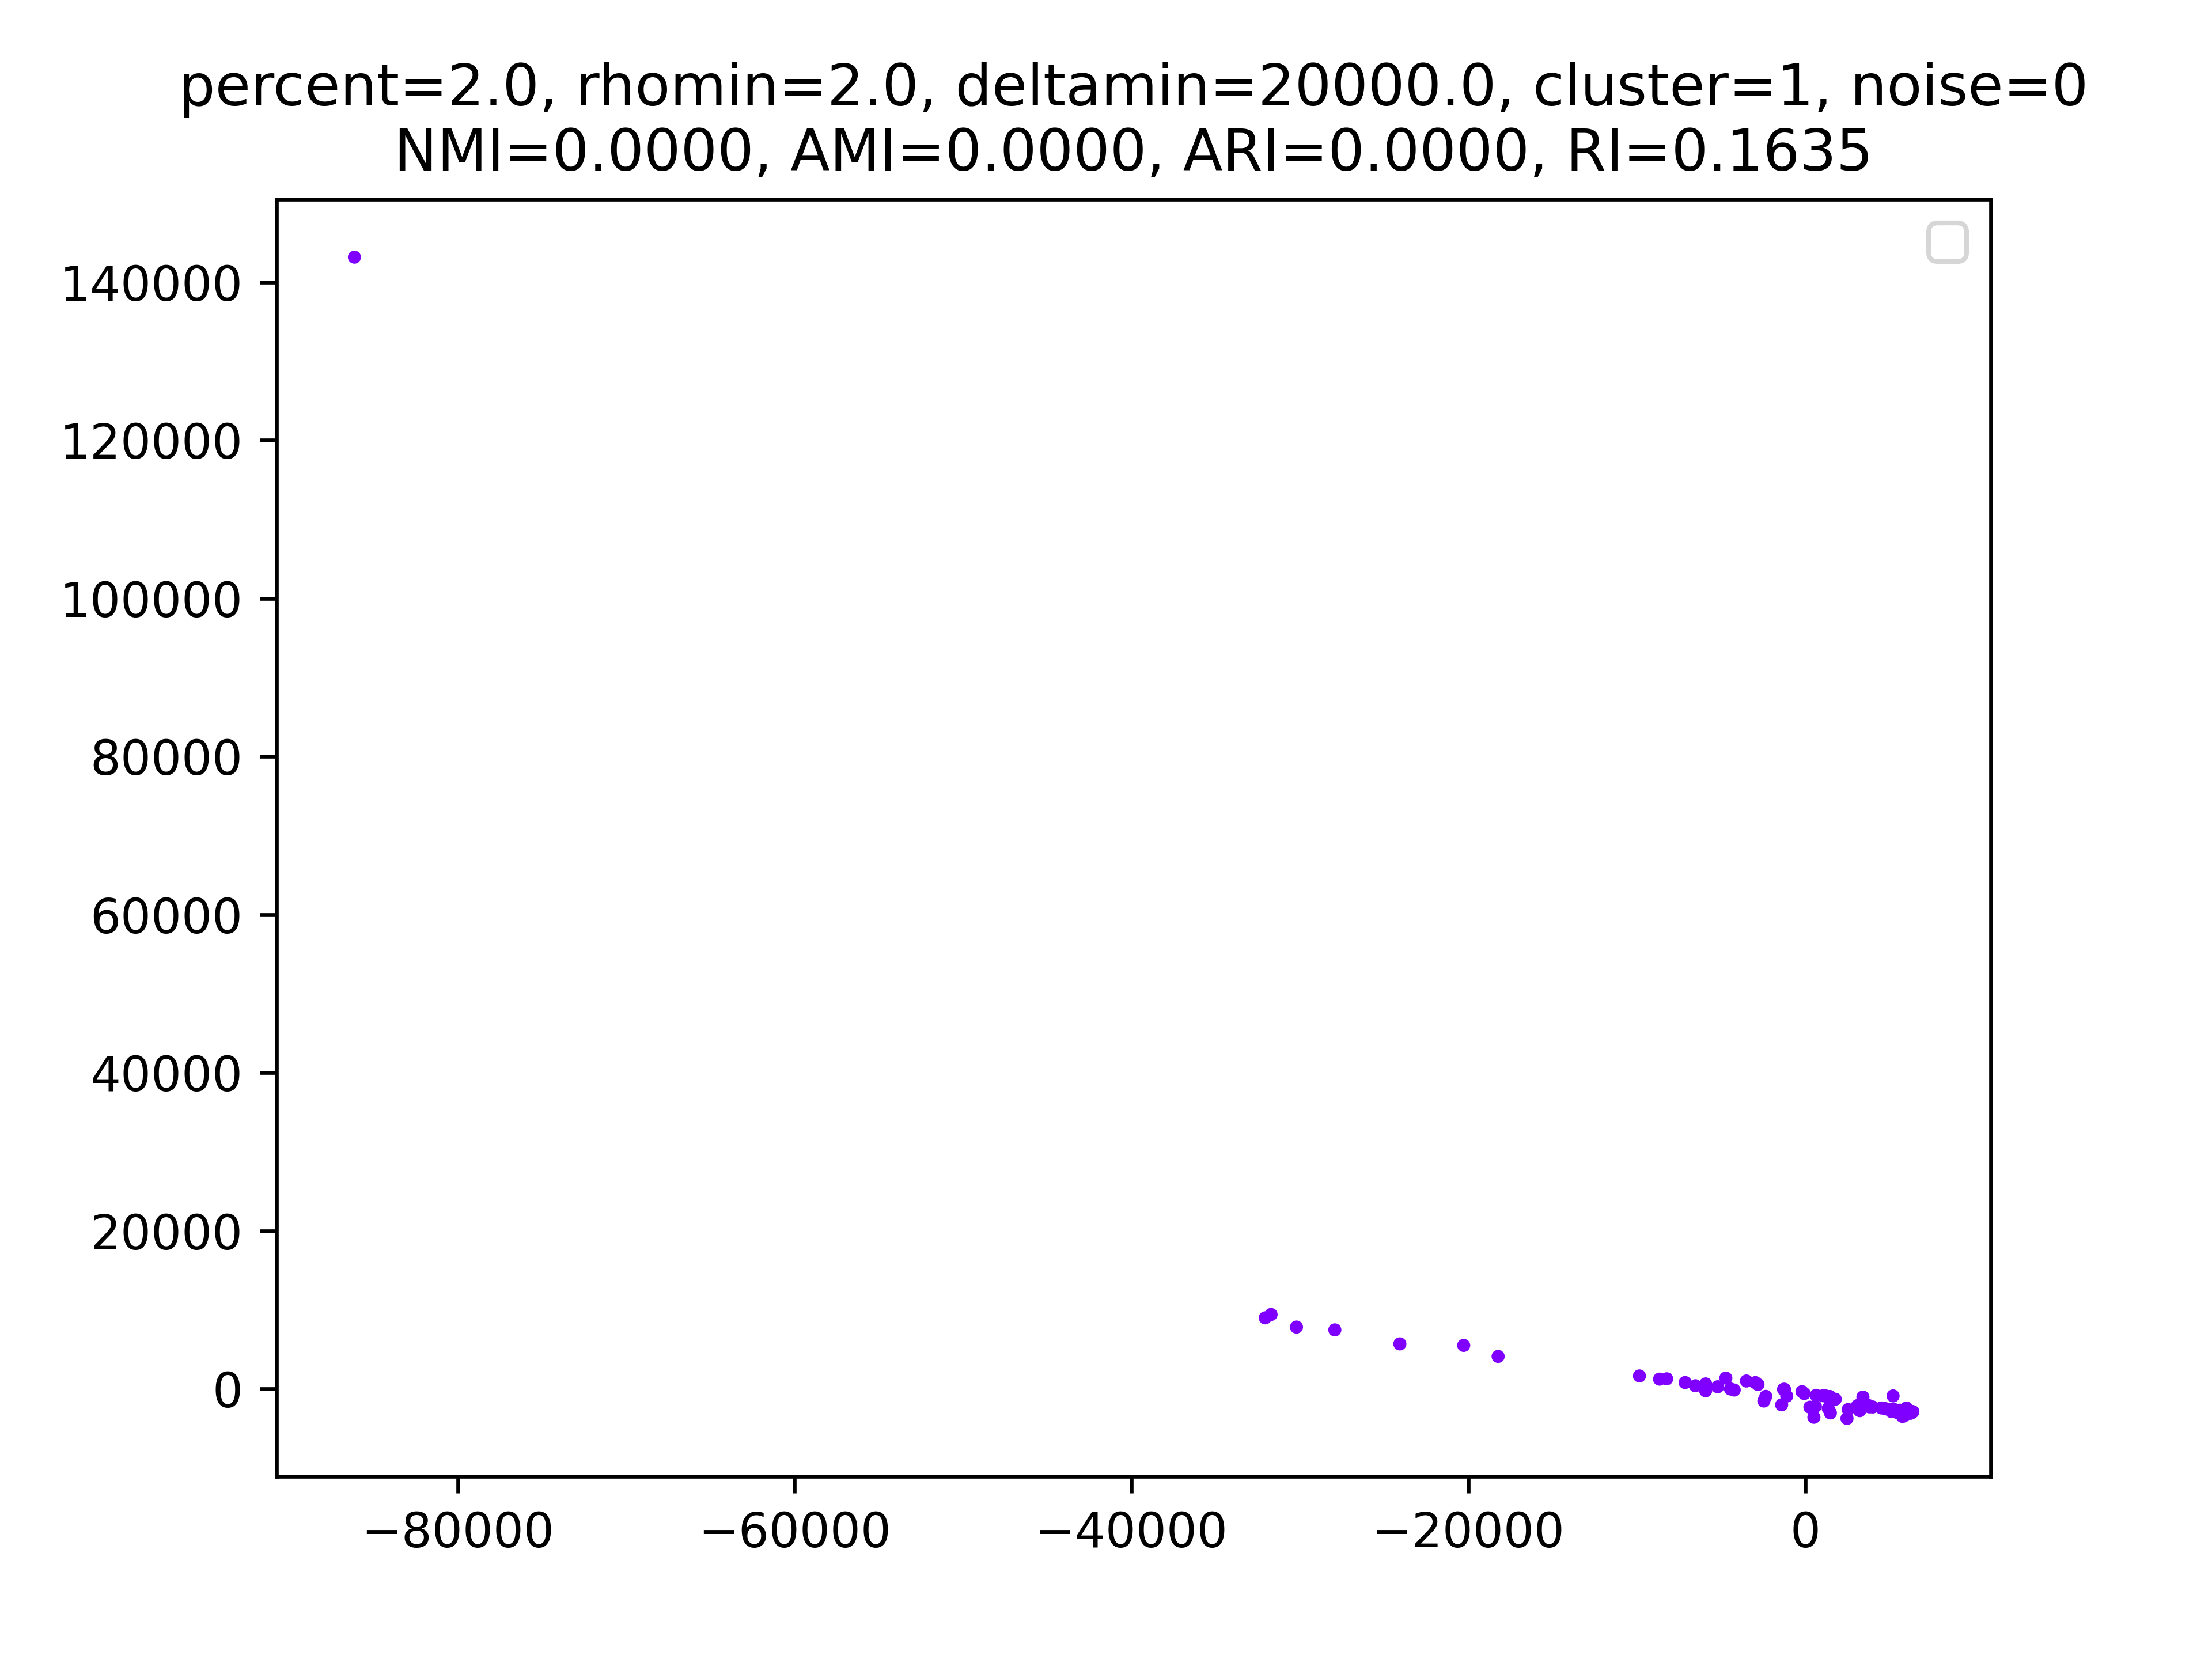 percent=2.0, rhomin=2.0, deltamin=20000.0, cluster=1, noise=0
NMI=0.0000, AMI=0.0000, ARI=0.0000, RI=0.1635
140000
120000
100000
80000
60000
40000
20000
0
−80000 −60000 −40000 −20000 0